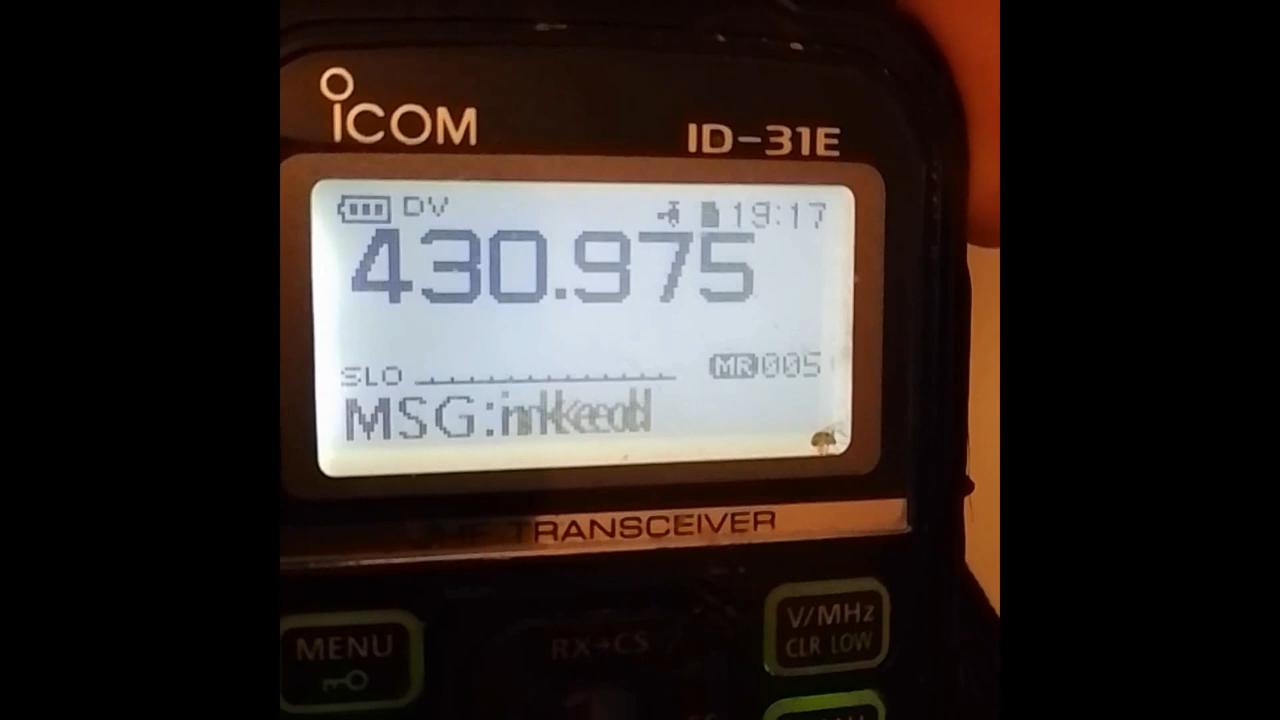 iCOM
ID-31E
DV 19:17
430.975
SLO MR 005
MSG:
TRANSCEIVER
MENU
RX→CS
V/MHz
CLR LOW